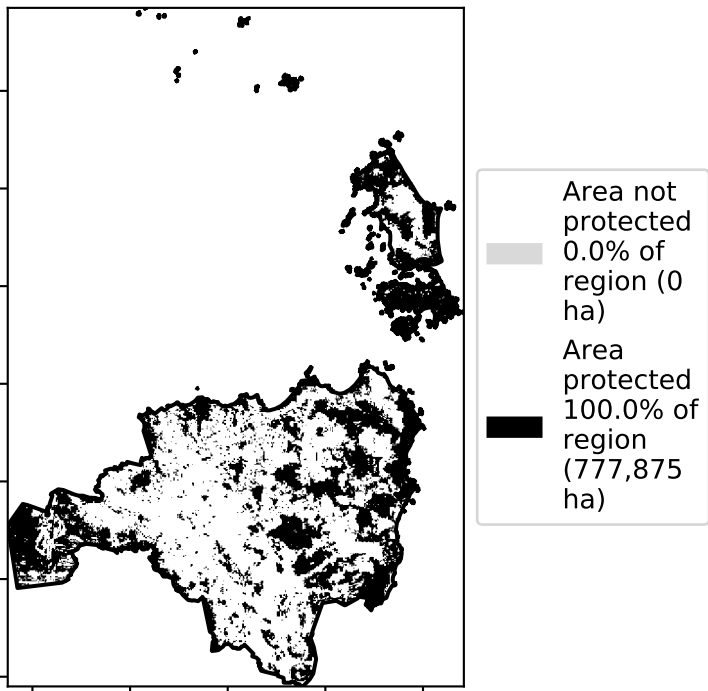 Area not
protected
0.0% of
region (0
ha)
Area
protected
100.0% of
region
(777,875
ha)